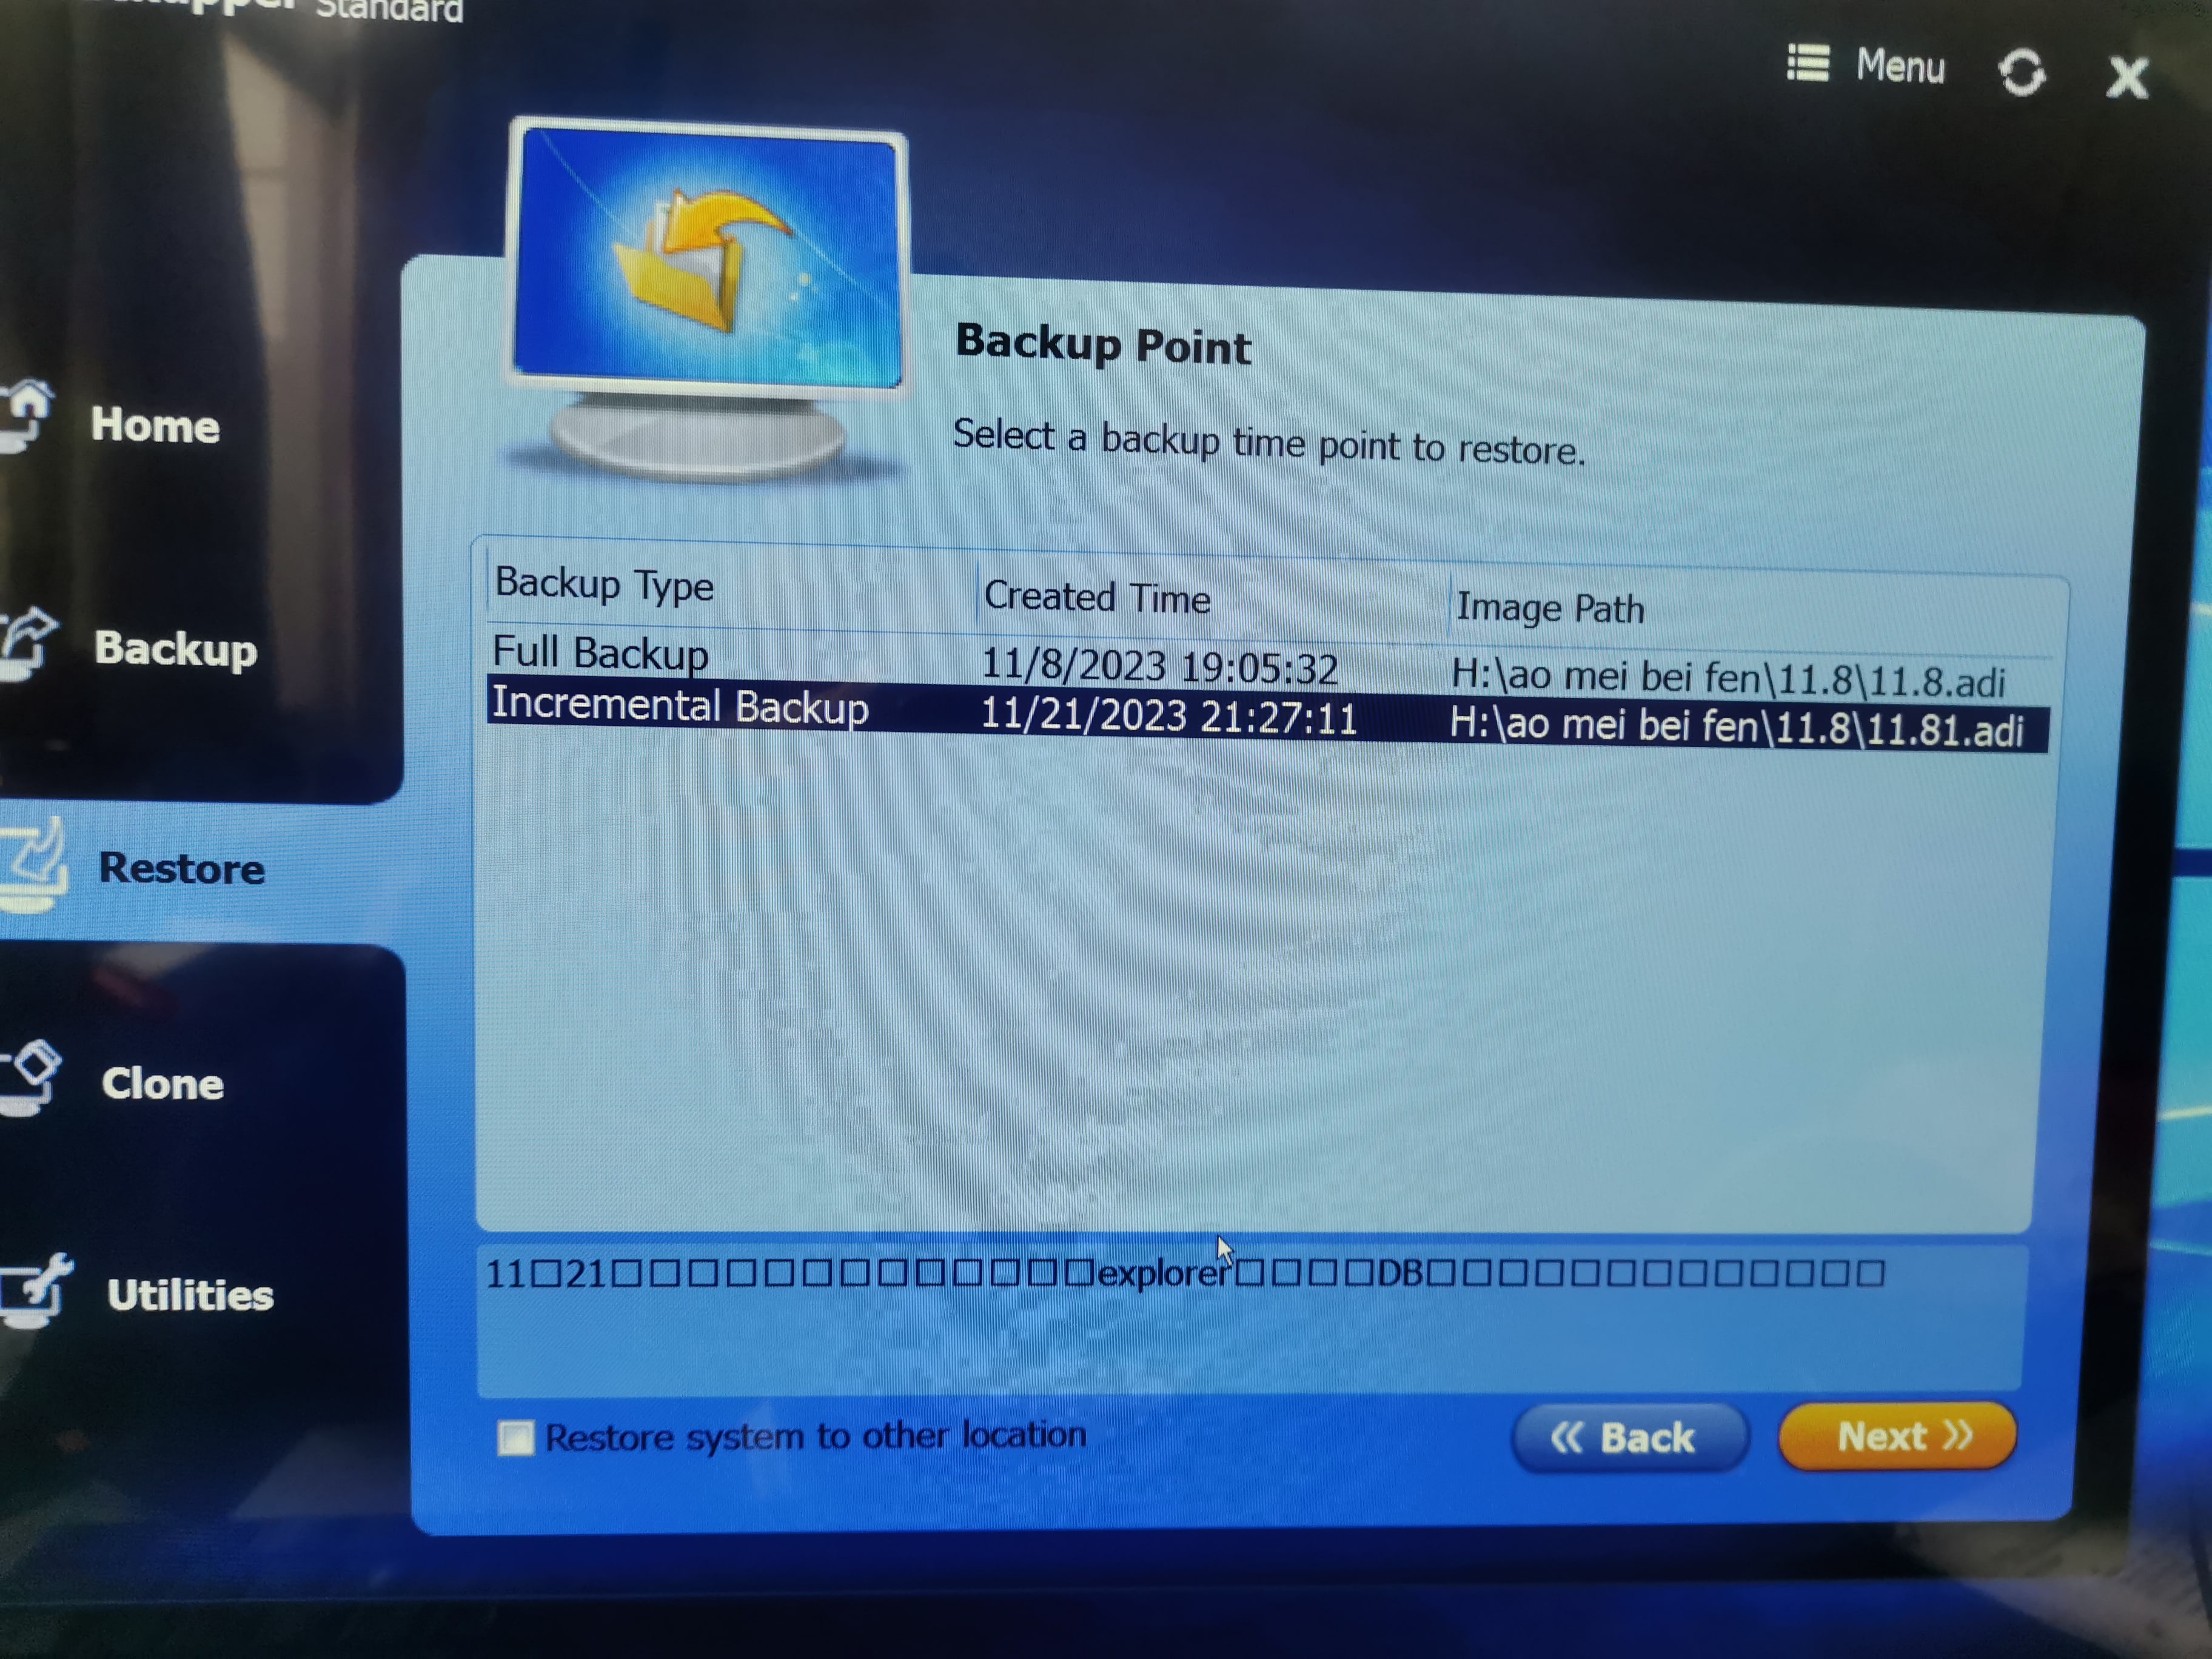 Standard
Menu
Home
Backup
Restore
Clone
Utilities
Backup Point
Select a backup time point to restore.
Backup Type Created Time Image Path
Full Backup 11/8/2023 19:05:32 H:\ao mei bei fen\11.8\11.8.adi
Incremental Backup 11/21/2023 21:27:11 H:\ao mei bei fen\11.8\11.81.adi
11□21□□□□□□□□□□□□□explorer□□□□DB□□□□□□□□□□□□□
Restore system to other location
« Back
Next »